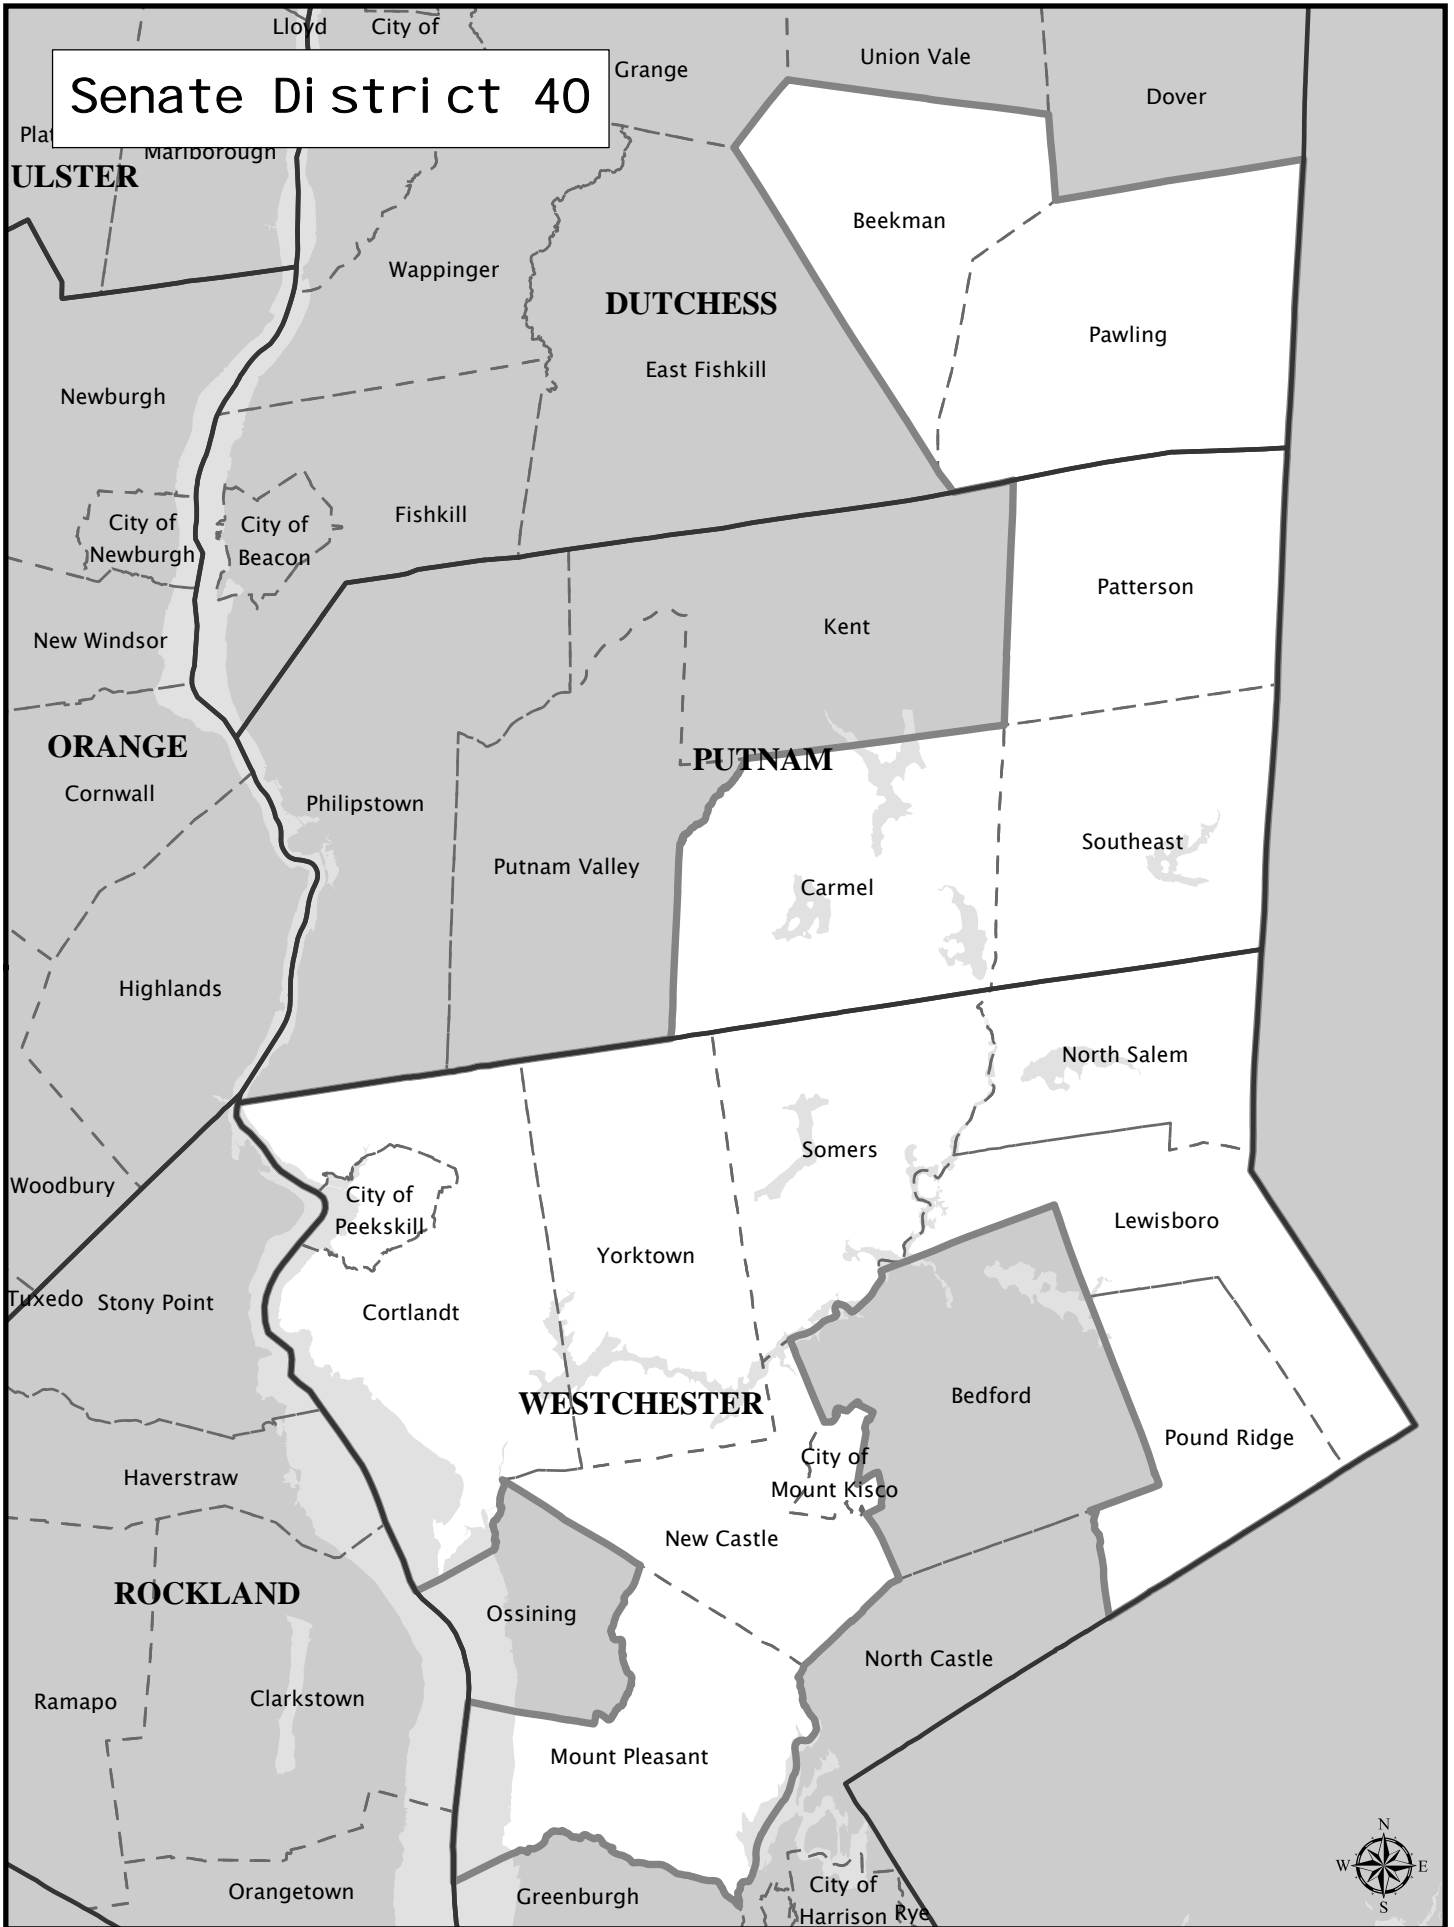 Lloyd
City of
Grange
Union Vale
Dover
Senate District 40
Marlborough
ULSTER
Beekman
Wappinger
DUTCHESS
Pawling
East Fishkill
Newburgh
Fishkill
City of
Newburgh
City of
Beacon
Patterson
Kent
New Windsor
ORANGE
PUTNAM
Cornwall
Philipstown
Southeast
Putnam Valley
Carmel
Highlands
North Salem
Somers
Woodbury
City of
Peekskill
Lewisboro
Yorktown
Tuxedo
Stony Point
Cortlandt
Bedford
WESTCHESTER
Pound Ridge
City of
Mount Kisco
Haverstraw
New Castle
ROCKLAND
Ossining
North Castle
Ramapo
Clarkstown
Mount Pleasant
N
W
E
S
Orangetown
Greenburgh
City of
Harrison
Rye